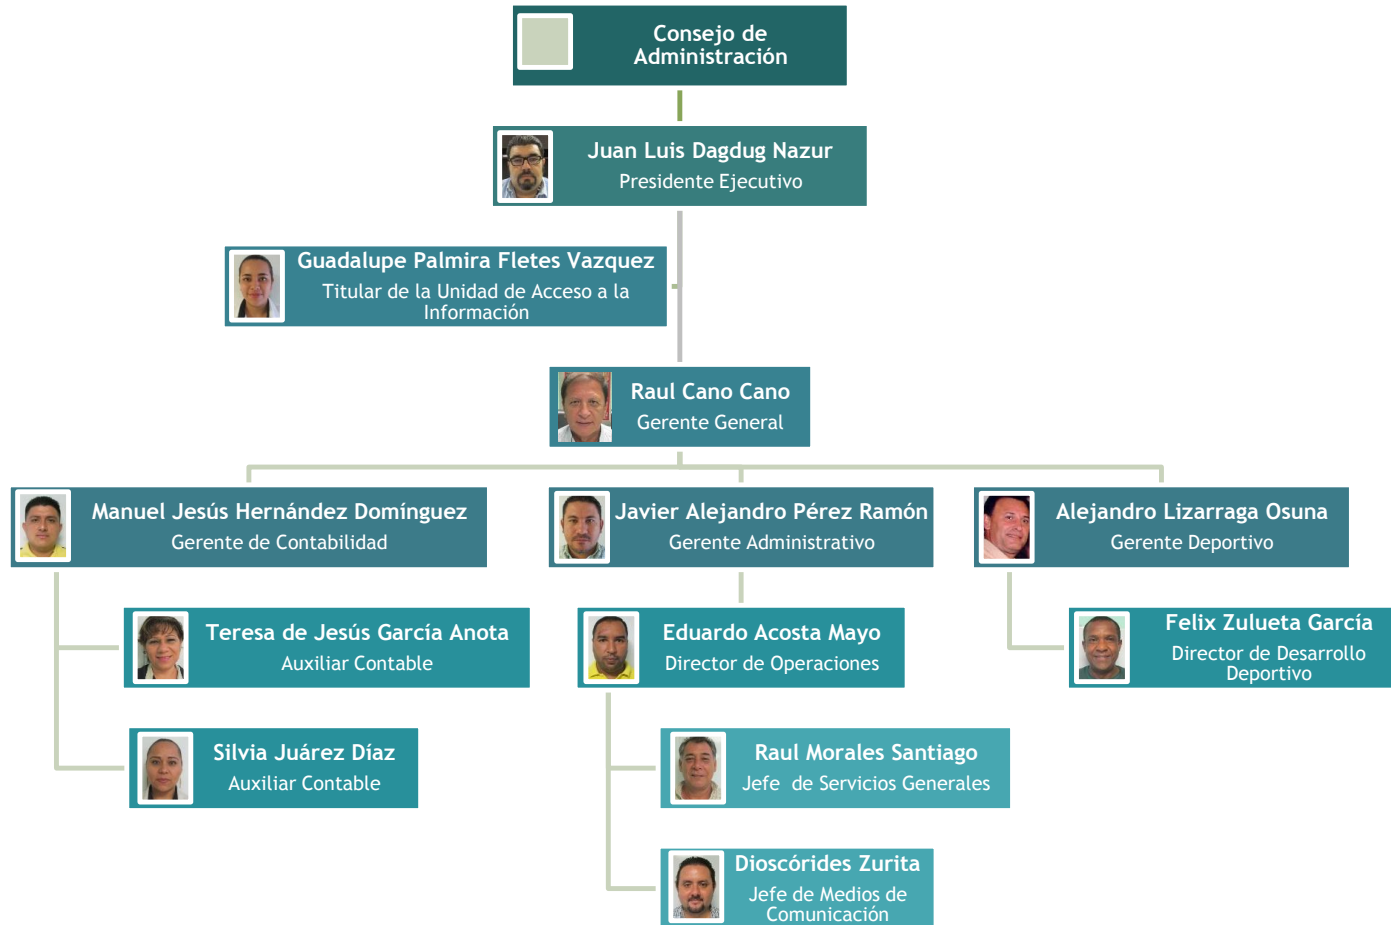 Consejo de
Administración
Juan Luis Dagdug Nazur
Presidente Ejecutivo
Guadalupe Palmira Fletes Vazquez
Titular de la Unidad de Acceso a la
Información
Raul Cano Cano
Gerente General
Manuel Jesús Hernández Domínguez
Gerente de Contabilidad
Javier Alejandro Pérez Ramón
Gerente Administrativo
Alejandro Lizarraga Osuna
Gerente Deportivo
Teresa de Jesús García Anota
Auxiliar Contable
Eduardo Acosta Mayo
Director de Operaciones
Felix Zulueta García
Director de Desarrollo
Deportivo
Silvia Juárez Díaz
Auxiliar Contable
Raul Morales Santiago
Jefe  de Servicios Generales
Dioscórides Zurita
Jefe de Medios de
Comunicación